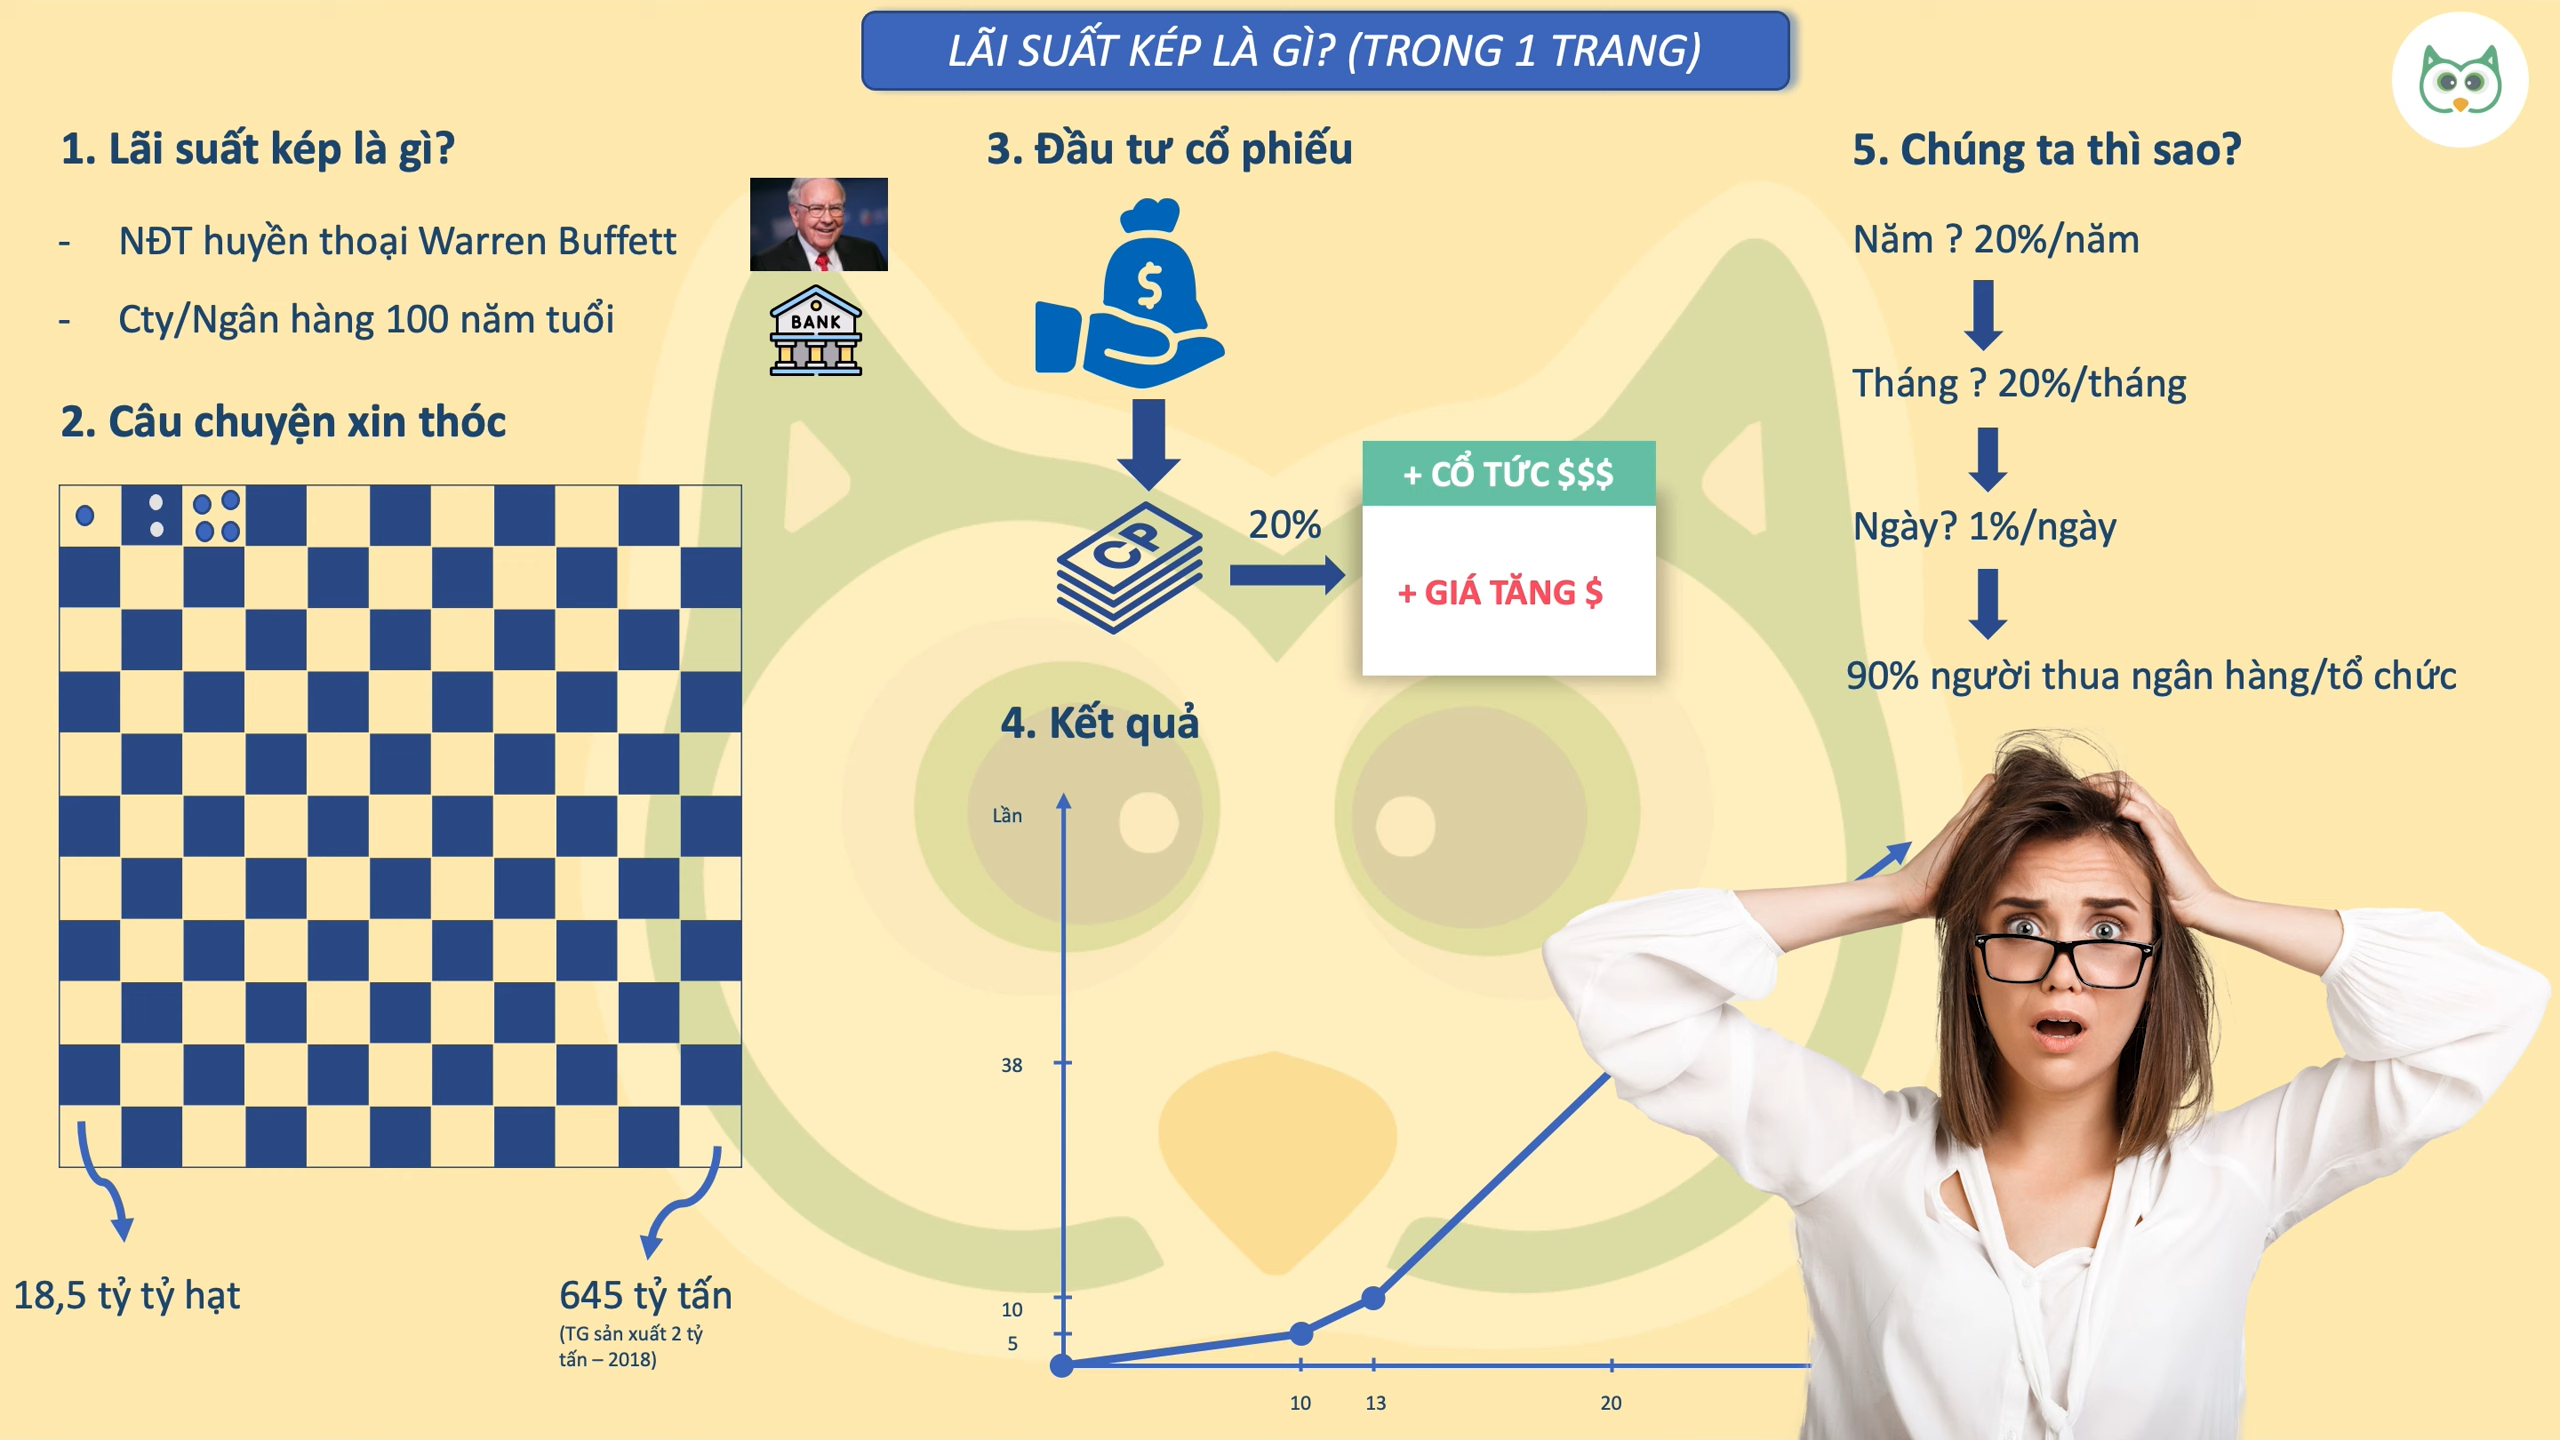 LÃI SUẤT KÉP LÀ GÌ? (TRONG 1 TRANG)
1. Lãi suất kép là gì?
- NĐT huyền thoại Warren Buffett
- Cty/Ngân hàng 100 năm tuổi
BANK
2. Câu chuyện xin thóc
18,5 tỷ tỷ hạt
645 tỷ tấn
(TG sản xuất 2 tỷ
tấn – 2018)
3. Đầu tư cổ phiếu
$
CP
20%
+ CỔ TỨC $$$
+ GIÁ TĂNG $
4. Kết quả
Lần
38
10
5
10
13
20
5. Chúng ta thì sao?
Năm ? 20%/năm
Tháng ? 20%/tháng
Ngày? 1%/ngày
90% người thua ngân hàng/tổ chức